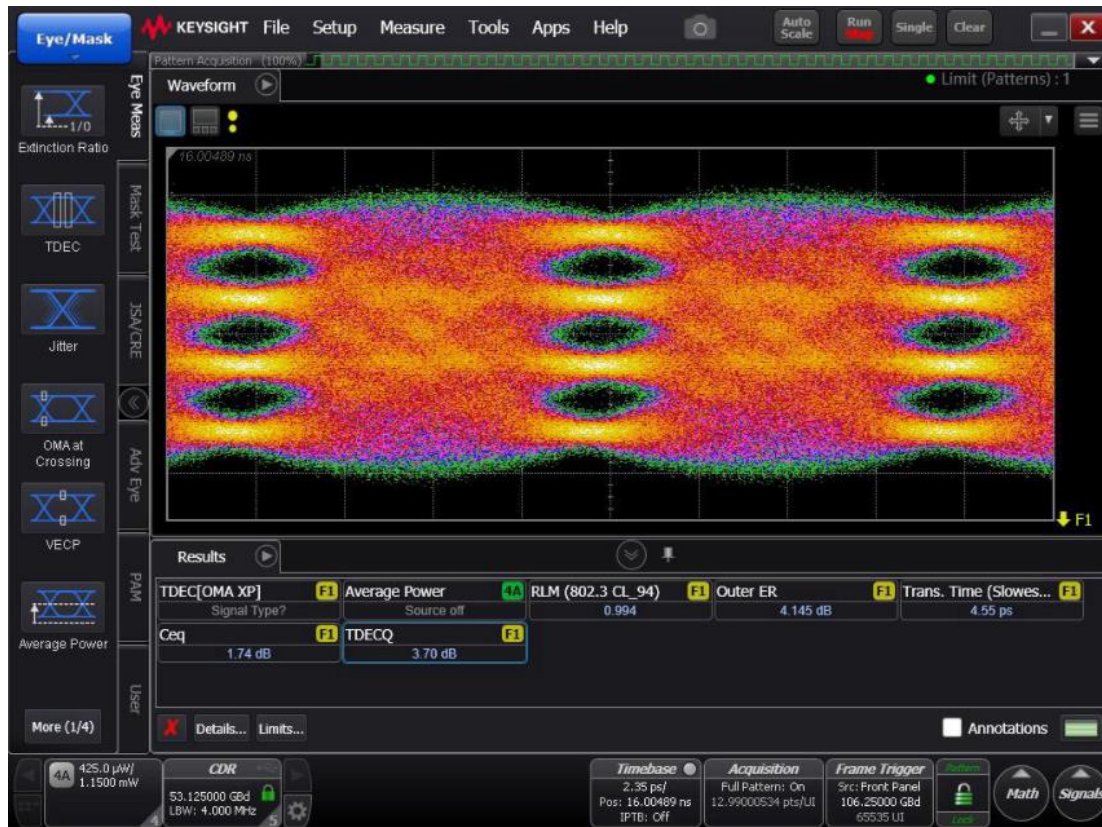 Eye/Mask
KEYSIGHT File Setup Measure Tools Apps Help
Auto Scale
Run
Stop
Single
Clear
X
Pattern Acquisition (100%)
Waveform
Limit (Patterns) : 1
16.00489 ns
Eye Meas
Mask Test
JSA/CRE
Adv Eye
PAM
User
1/0
Extinction Ratio
TDEC
Jitter
OMA at
Crossing
VECP
Average Power
More (1/4)
F1
Results
TDEC[OMA XP] F1 Average Power 4A RLM (802.3 CL_94) F1 Outer ER F1 Trans. Time (Slowes... F1
Signal Type? Source off 0.994 4.145 dB 4.55 ps
Ceq F1 TDECQ F1
1.74 dB 3.70 dB
X Details... Limits... Annotations
4A 425.0 µW/
1.1500 mW
4
CDR
53.125000 GBd
LBW: 4.000 MHz
5
Timebase
2.35 ps/
Pos: 16.00489 ns
IPTB: Off
Acquisition
Full Pattern: On
12.99000534 pts/UI
Frame Trigger
Src: Front Panel
106.25000 GBd
65535 UI
Pattern
Lock
Math
Signals